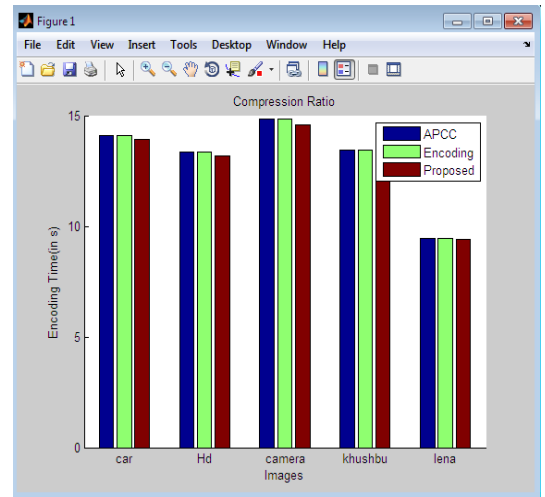 Figure 1
File Edit View Insert Tools Desktop Window Help
Compression Ratio
15
10
5
0
Encoding Time(in s)
APCC
Encoding
Proposed
car Hd camera khushbu lena
Images